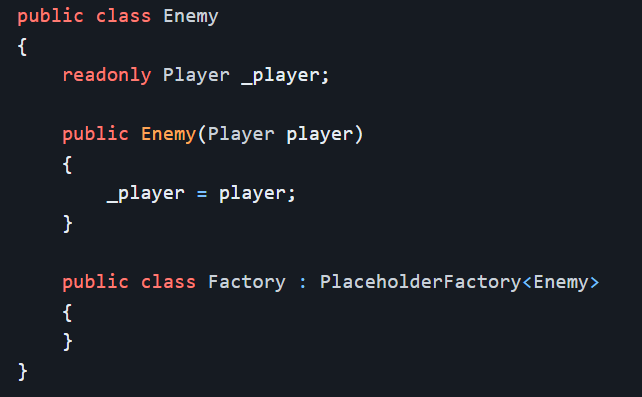 public class Enemy
{
    readonly Player _player;

    public Enemy(Player player)
    {
        _player = player;
    }

    public class Factory : PlaceholderFactory<Enemy>
    {
    }
}